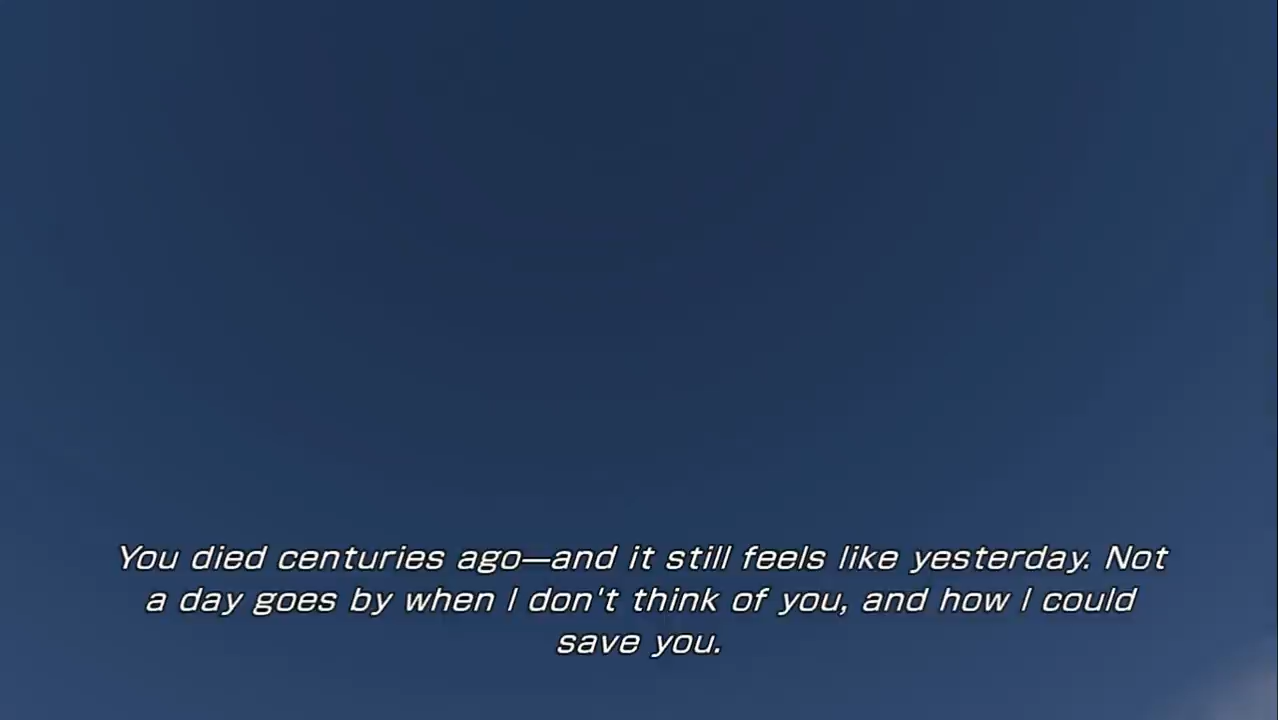 You died centuries ago—and it still feels like yesterday. Not
a day goes by when I don't think of you, and how I could
save you.